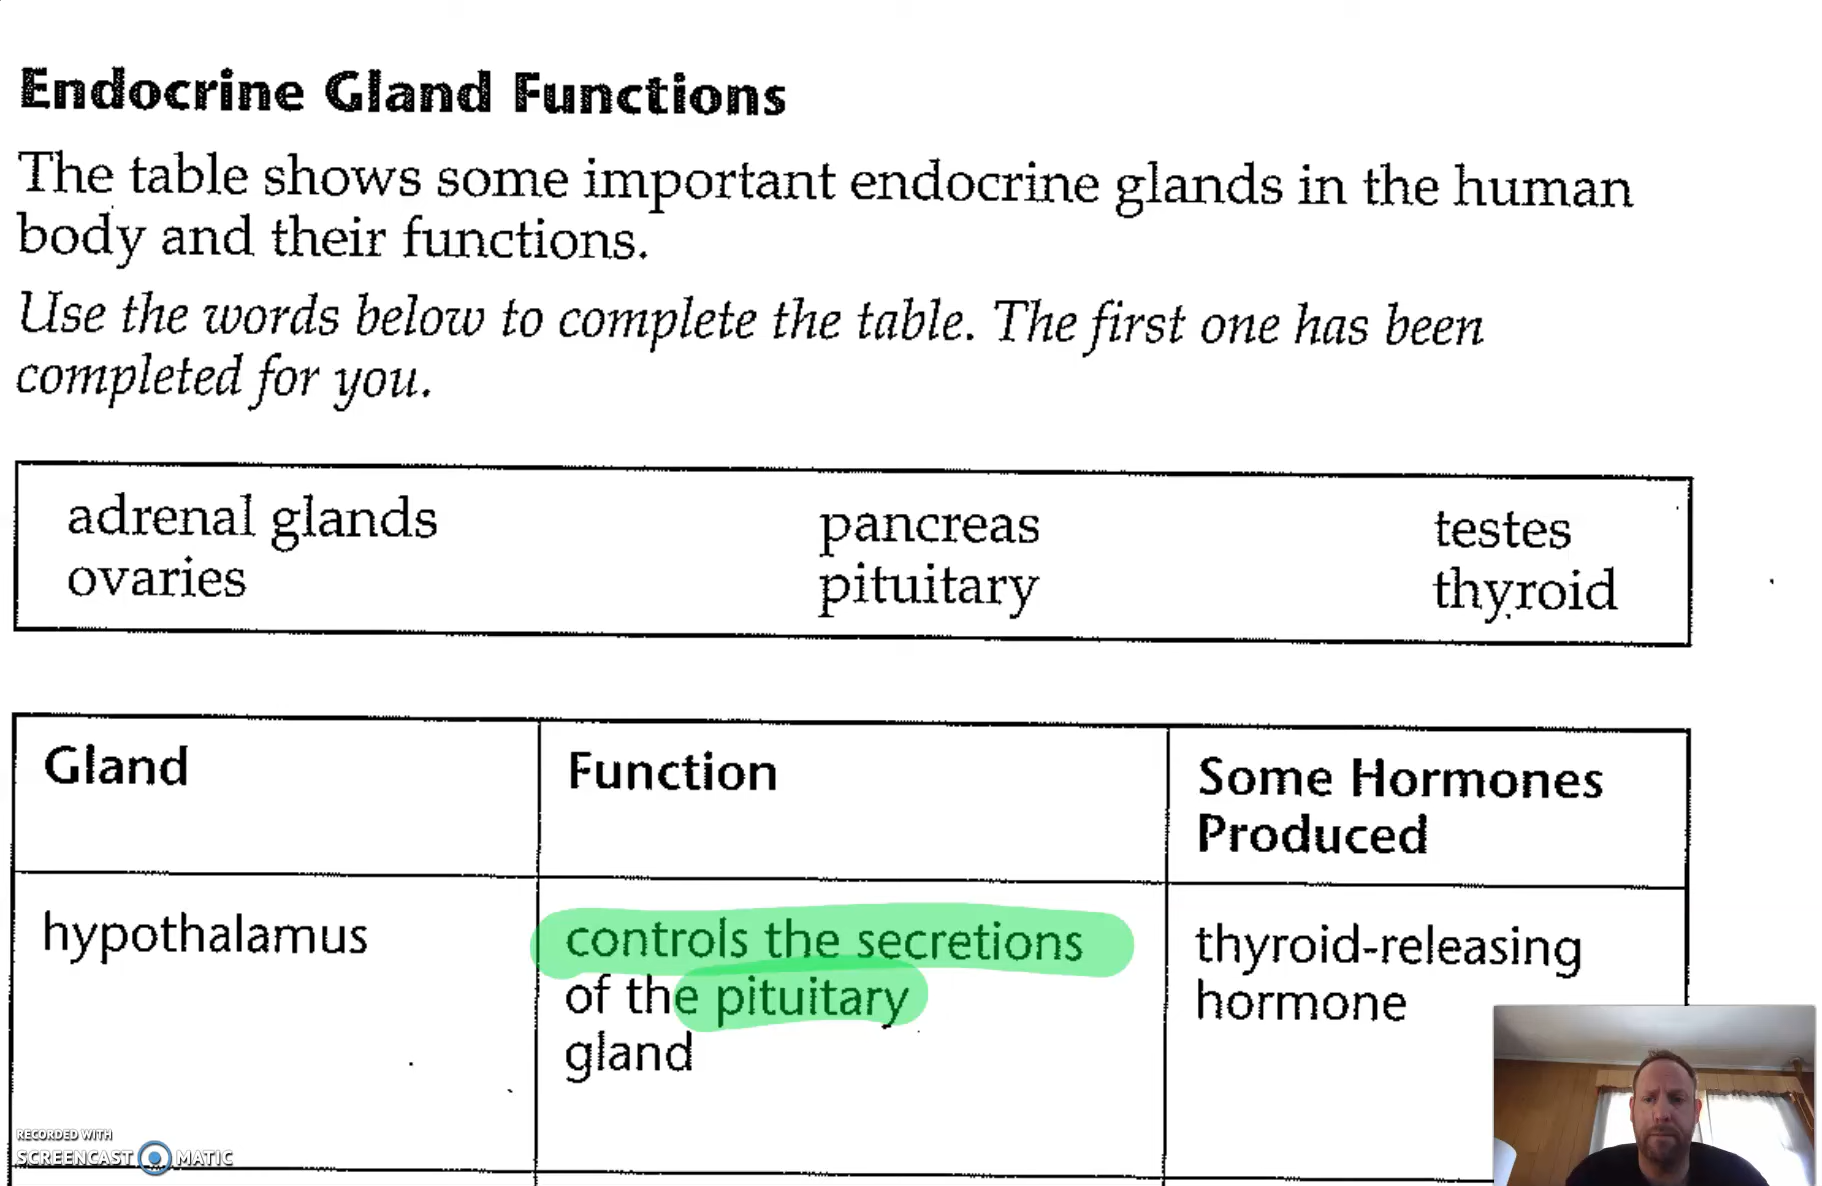 Endocrine Gland Functions
The table shows some important endocrine glands in the human
body and their functions.
Use the words below to complete the table. The first one has been
completed for you.
adrenal glands pancreas testes
ovaries pituitary thyroid
Gland Function Some Hormones
Produced
hypothalamus controls the secretions thyroid-releasing
of the pituitary hormone
gland
RECORDED WITH
SCREENCAST MATIC